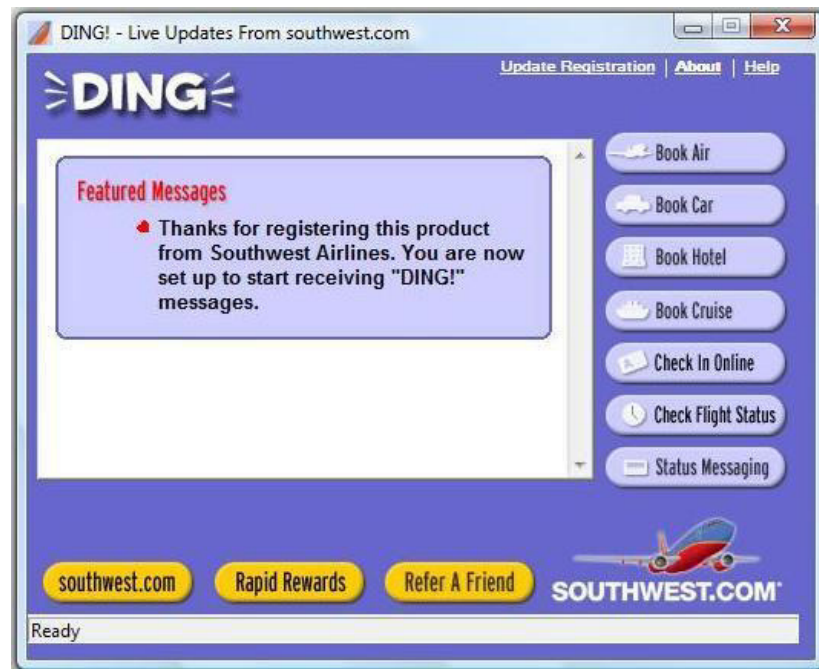 DING! - Live Updates From southwest.com
Update Registration | About | Help
DING
Featured Messages
Thanks for registering this product
from Southwest Airlines. You are now
set up to start receiving "DING!"
messages.
Book Air
Book Car
Book Hotel
Book Cruise
Check In Online
Check Flight Status
Status Messaging
southwest.com
Rapid Rewards
Refer A Friend
SOUTHWEST.COM
Ready